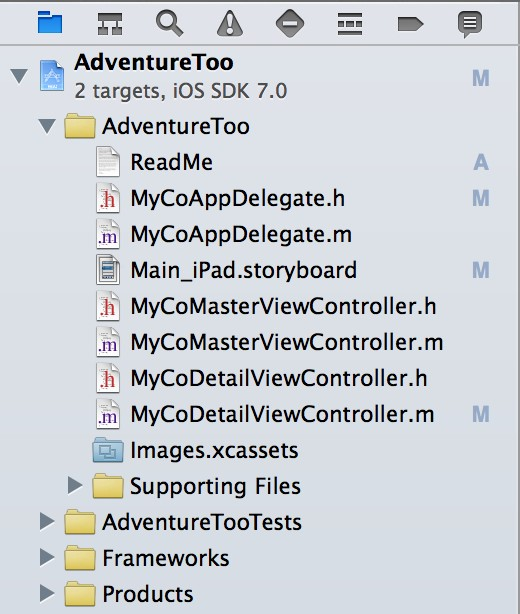 AdventureToo
2 targets, iOS SDK 7.0 M
AdventureToo
ReadMe A
.h MyCoAppDelegate.h M
.m MyCoAppDelegate.m
Main_iPad.storyboard M
.h MyCoMasterViewController.h
.m MyCoMasterViewController.m
.h MyCoDetailViewController.h
.m MyCoDetailViewController.m M
Images.xcassets
Supporting Files
AdventureTooTests
Frameworks
Products